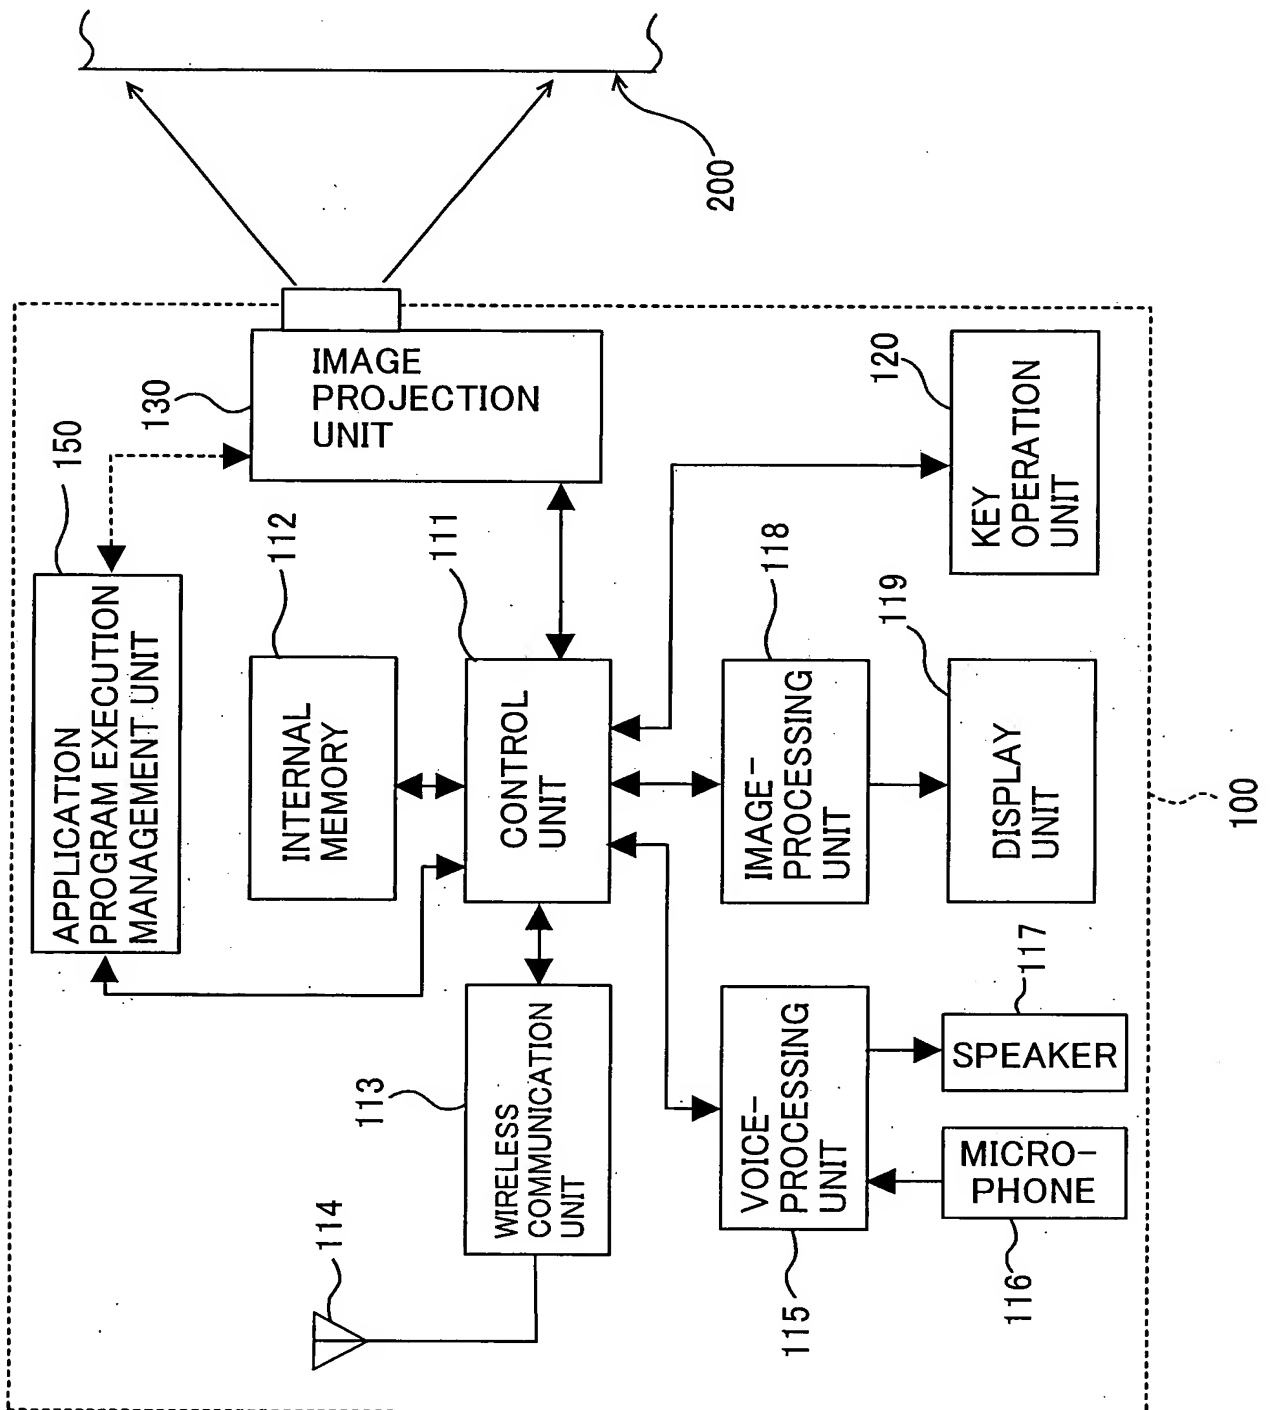 200
130
IMAGE
PROJECTION
UNIT
150
APPLICATION
PROGRAM EXECUTION
MANAGEMENT UNIT
112
INTERNAL
MEMORY
111
CONTROL
UNIT
120
KEY
OPERATION
UNIT
118
IMAGE-
PROCESSING
UNIT
119
DISPLAY
UNIT
100
113
WIRELESS
COMMUNICATION
UNIT
114
115
VOICE-
PROCESSING
UNIT
117
SPEAKER
116
MICRO-
PHONE